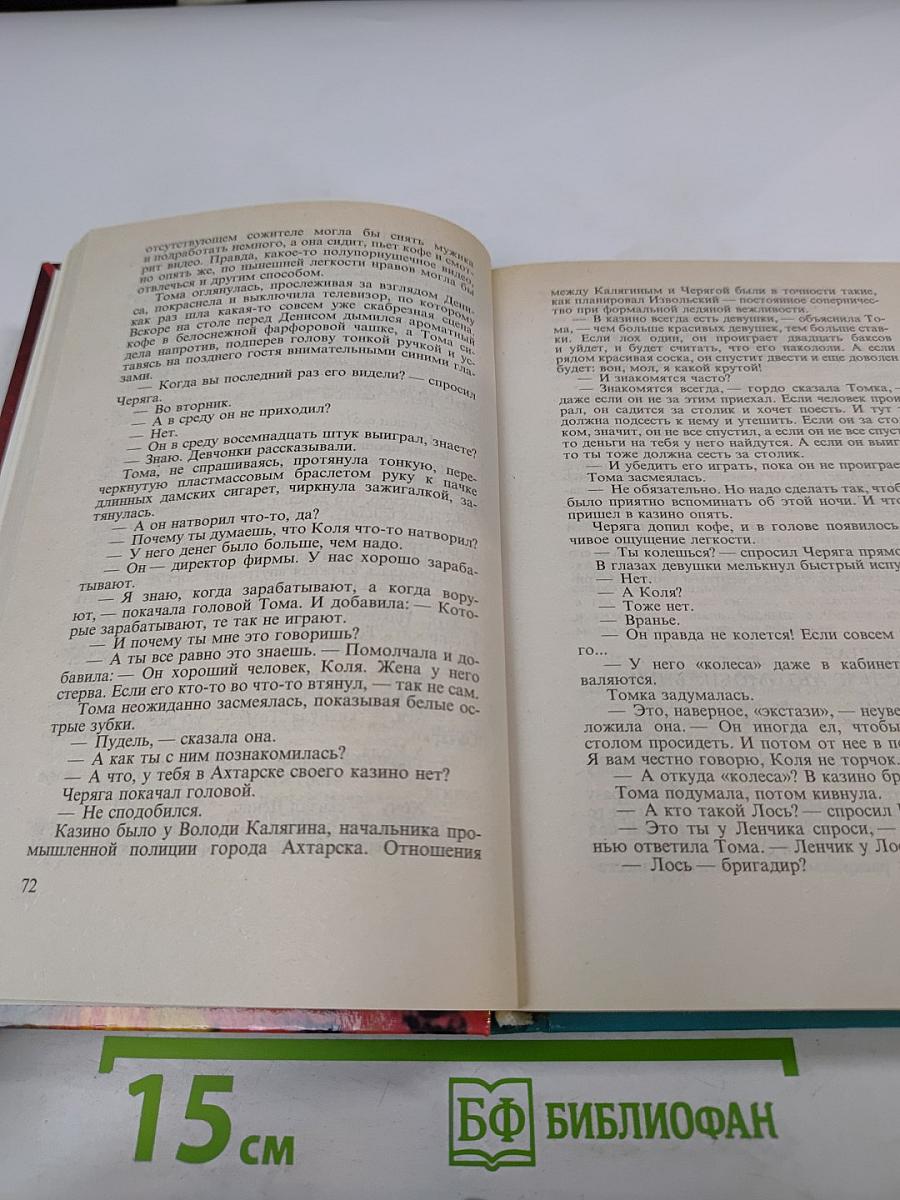 отсутствующем сожителе могла бы снять мужика
и подработать немного, а она сидит, пьет кофе и смот-
рит видео. Правда, какое-то полупорнушечное видео,
но опять же, по нынешней легкости нравов могла бы
отвлечься и другим способом.
Тома оглянулась, прослеживая за взглядом Дени-
са, покраснела и выключила телевизор, по которому
как раз шла какая-то совсем уже скабрезная сцена.
Вскоре на столе перед Денисом дымился ароматный
кофе в белоснежной фарфоровой чашке, а Тома си-
дела напротив, подперев голову тонкой ручкой и ус-
тавясь на позднего гостя внимательными синими гла-
зами.
— Когда вы последний раз его видели? — спросил
Черяга.
— Во вторник.
— А в среду он не приходил?
— Нет.
— Он в среду восемнадцать штук выиграл, знаете?
— Знаю. Девчонки рассказывали.
Тома, не спрашиваясь, протянула тонкую, пере-
черкнутую пластмассовым браслетом руку к пачке
длинных дамских сигарет, чиркнула зажигалкой, за-
тянулась.
— А он натворил что-то, да?
— Почему ты думаешь, что Коля что-то натворил?
— У него денег было больше, чем надо.
— Он — директор фирмы. У нас хорошо зараба-
тывают.
— Я знаю, когда зарабатывают, а когда вору-
ют, — покачала головой Тома. И добавила: — Кото-
рые зарабатывают, те так не играют.
— И почему ты мне это говоришь?
— А ты все равно это знаешь. — Помолчала и до-
бавила: — Он хороший человек, Коля. Жена у него
стерва. Если его кто-то во что-то втянул, — так не сам.
Тома неожиданно засмеялась, показывая белые ос-
трые зубки.
— Пудель, — сказала она.
— А как ты с ним познакомилась?
— А что, у тебя в Ахтарске своего казино нет?
Черяга покачал головой.
— Не сподобился.
Казино было у Володи Калягина, начальника про-
мышленной полиции города Ахтарска. Отношения
72
между Калягиным и Черягой были в точности такие,
как планировал Извольский — постоянное соперничес-
тво при формальной ледяной вежливости.
— В казино всегда есть девушки, — объяснила То-
ма, — чем больше красивых девушек, тем больше став-
ки. Если лох один, он проиграет двадцать баксов
и уйдет, и будет считать, что его накололи. А если
рядом красивая соска, он спустит двести и еще доволен
будет: вон, мол, я какой крутой!
— И знакомятся часто?
— Знакомятся всегда, — гордо сказала Томка, —
даже если он не за этим приехал. Если человек прои
рал, он садится за столик и хочет поесть. И тут
должна подсесть к нему и утешить. Если он за сто
ком, значит, он не все спустил, а если он не все спуст
то деньги на тебя у него найдутся. А если он выиг
то ты тоже должна сесть за столик.
— И убедить его играть, пока он не проиграе
Тома засмеялась.
— Не обязательно. Но надо сделать так, чтоб
было приятно вспоминать об этой ночи. И что
пришел в казино опять.
Черяга допил кофе, и в голове появилось
чивое ощущение легкости.
— Ты колешься? — спросил Черяга прямо
В глазах девушки мелькнул быстрый испу
— Нет.
— А Коля?
— Тоже нет.
— Вранье.
— Он правда не колется! Если совсем
го...
— У него «колеса» даже в кабинет
валяются.
Томка задумалась.
— Это, наверное, «экстази», — неуве
ложила она. — Он иногда ел, чтобы
столом просидеть. И потом от нее в по
Я вам честно говорю, Коля не торчок.
— А откуда «колеса»? В казино бр
Тома подумала, потом кивнула.
— А кто такой Лось? — спросил
— Это ты у Ленчика спроси, —
нью ответила Тома. — Ленчик у Лос
— Лось — бригадир?
15 см
БФ БИБЛИОФАН